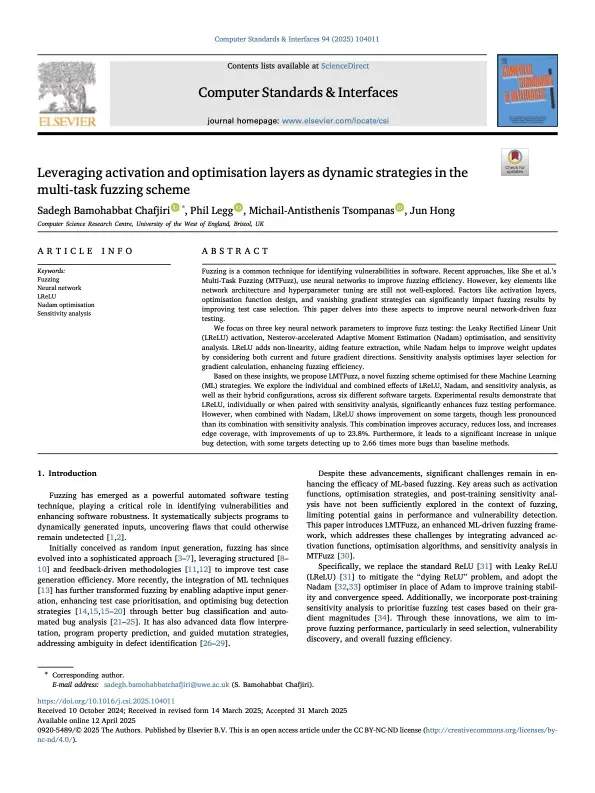 Computer Standards & Interfaces 94 (2025) 104011
Contents lists available at ScienceDirect
Computer Standards & Interfaces
journal homepage: www.elsevier.com/locate/csi
ELSEVIER
COMPUTER STANDARDS & INTERFACES
Check for updates
Leveraging activation and optimisation layers as dynamic strategies in the
multi-task fuzzing scheme
Sadegh Bamohabbat Chafjiri *, Phil Legg, Michail-Antisthenis Tsompanas, Jun Hong
Computer Science Research Centre, University of the West of England, Bristol, UK
ARTICLE INFO
Keywords:
Fuzzing
Neural network
LReLU
Nadam optimisation
Sensitivity analysis
ABSTRACT
Fuzzing is a common technique for identifying vulnerabilities in software. Recent approaches, like She et al.'s
Multi-Task Fuzzing (MTFuzz), use neural networks to improve fuzzing efficiency. However, key elements like
network architecture and hyperparameter tuning are still not well-explored. Factors like activation layers,
optimisation function design, and vanishing gradient strategies can significantly impact fuzzing results by
improving test case selection. This paper delves into these aspects to improve neural network-driven fuzz
testing.
We focus on three key neural network parameters to improve fuzz testing: the Leaky Rectified Linear Unit
(LReLU) activation, Nesterov-accelerated Adaptive Moment Estimation (Nadam) optimisation, and sensitivity
analysis. LReLU adds non-linearity, aiding feature extraction, while Nadam helps to improve weight updates
by considering both current and future gradient directions. Sensitivity analysis optimises layer selection for
gradient calculation, enhancing fuzzing efficiency.
Based on these insights, we propose LMTFuzz, a novel fuzzing scheme optimised for these Machine Learning
(ML) strategies. We explore the individual and combined effects of LReLU, Nadam, and sensitivity analysis, as
well as their hybrid configurations, across six different software targets. Experimental results demonstrate that
LReLU, individually or when paired with sensitivity analysis, significantly enhances fuzz testing performance.
However, when combined with Nadam, LReLU shows improvement on some targets, though less pronounced
than its combination with sensitivity analysis. This combination improves accuracy, reduces loss, and increases
edge coverage, with improvements of up to 23.8%. Furthermore, it leads to a significant increase in unique
bug detection, with some targets detecting up to 2.66 times more bugs than baseline methods.
1. Introduction
Fuzzing has emerged as a powerful automated software testing
technique, playing a critical role in identifying vulnerabilities and
enhancing software robustness. It systematically subjects programs to
dynamically generated inputs, uncovering flaws that could otherwise
remain undetected [1,2].
Initially conceived as random input generation, fuzzing has since
evolved into a sophisticated approach [3–7], leveraging structured [8–
10] and feedback-driven methodologies [11,12] to improve test case
generation efficiency. More recently, the integration of ML techniques
[13] has further transformed fuzzing by enabling adaptive input gener-
ation, enhancing test case prioritisation, and optimising bug detection
strategies [14,15,15–20] through better bug classification and auto-
mated bug analysis [21–25]. It has also advanced data flow interpre-
tation, program property prediction, and guided mutation strategies,
addressing ambiguity in defect identification [26–29].
Despite these advancements, significant challenges remain in en-
hancing the efficacy of ML-based fuzzing. Key areas such as activation
functions, optimisation strategies, and post-training sensitivity anal-
ysis have not been sufficiently explored in the context of fuzzing,
limiting potential gains in performance and vulnerability detection.
This paper introduces LMTFuzz, an enhanced ML-driven fuzzing frame-
work, which addresses these challenges by integrating advanced ac-
tivation functions, optimisation algorithms, and sensitivity analysis in
MTFuzz [30].
Specifically, we replace the standard ReLU [31] with Leaky ReLU
(LReLU) [31] to mitigate the "dying ReLU" problem, and adopt the
Nadam [32,33] optimiser in place of Adam to improve training stabil-
ity and convergence speed. Additionally, we incorporate post-training
sensitivity analysis to prioritise fuzzing test cases based on their gra-
dient magnitudes [34]. Through these innovations, we aim to im-
prove fuzzing performance, particularly in seed selection, vulnerability
discovery, and overall fuzzing efficiency.
* Corresponding author.
E-mail address: sadegh.bamohabbatchafjiri@uwe.ac.uk (S. Bamohabbat Chafjiri).
https://doi.org/10.1016/j.csi.2025.104011
Received 10 October 2024; Received in revised form 14 March 2025; Accepted 31 March 2025
Available online 12 April 2025
0920-5489/© 2025 The Authors. Published by Elsevier B.V. This is an open access article under the CC BY-NC-ND license (http://creativecommons.org/licenses/by-
nc-nd/4.0/).